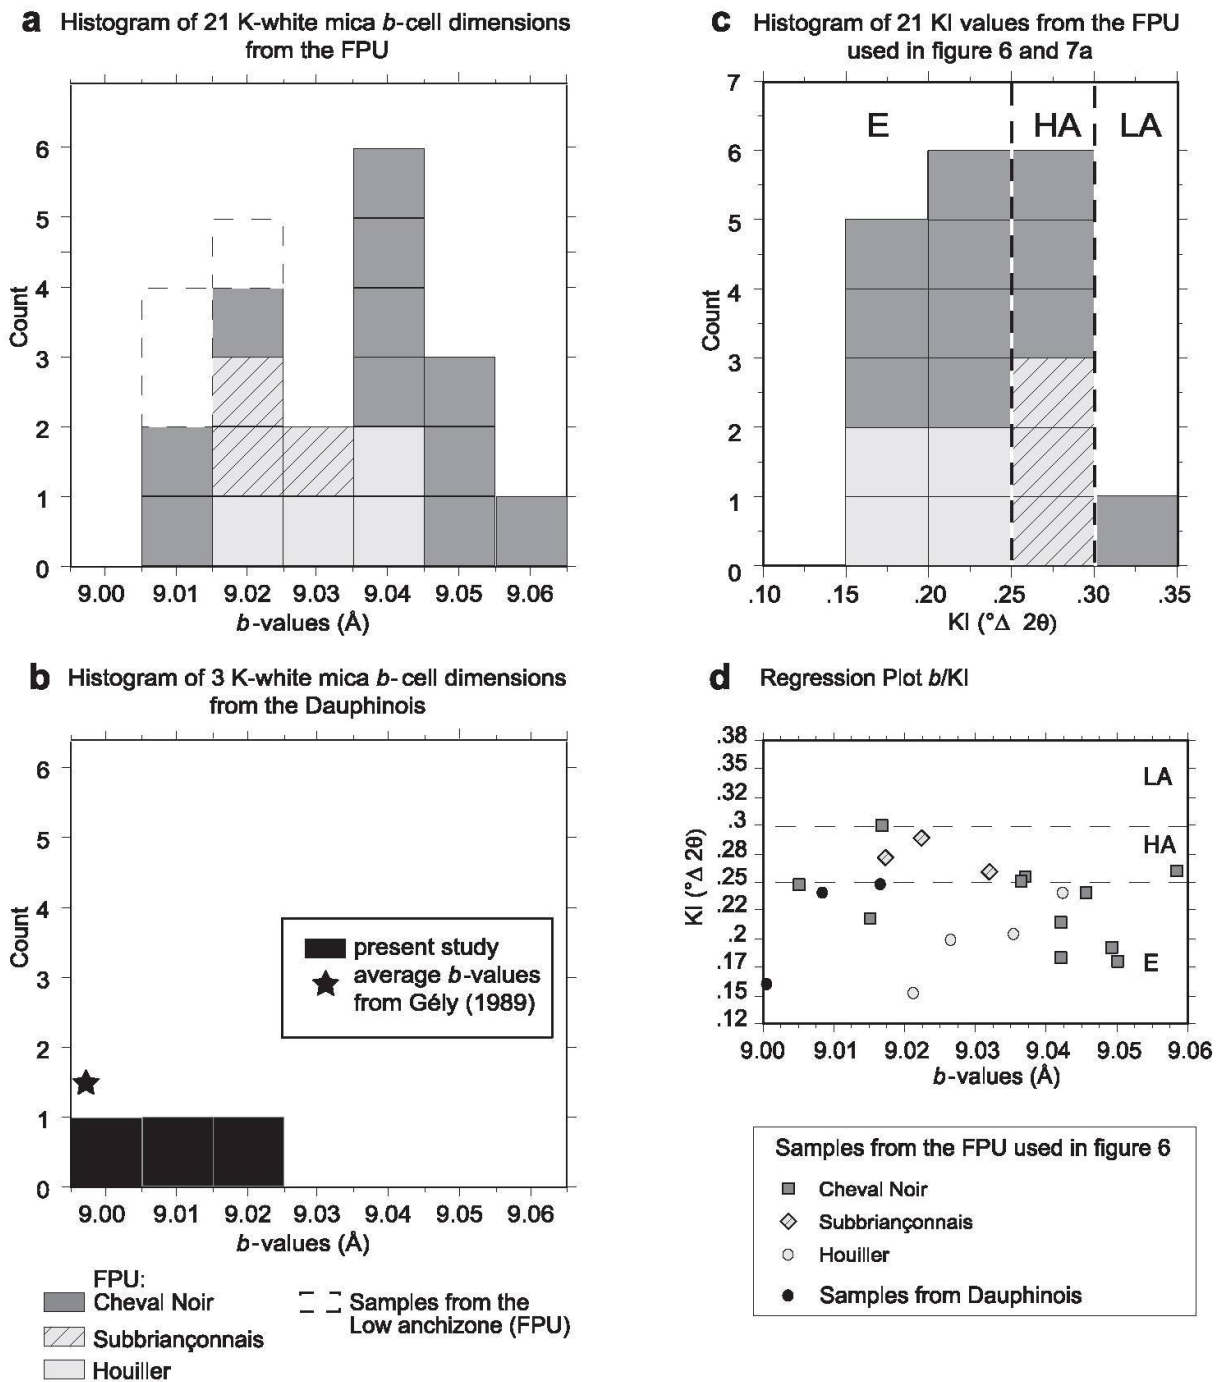 a Histogram of 21 K-white mica b-cell dimensions
from the FPU
Count
6
5
4
3
2
1
0
9.00 9.01 9.02 9.03 9.04 9.05 9.06
b-values (Å)
c Histogram of 21 KI values from the FPU
used in figure 6 and 7a
Count
7
6
5
4
3
2
1
0
E HA LA
.10 .15 .20 .25 .30 .35
KI (°Δ 2θ)
b Histogram of 3 K-white mica b-cell dimensions
from the Dauphinois
Count
6
5
4
3
2
1
0
present study
average b-values
from Gély (1989)
9.00 9.01 9.02 9.03 9.04 9.05 9.06
b-values (Å)
FPU:
Cheval Noir
Subbriançonnais
Houiller
Samples from the
Low anchizone (FPU)
d Regression Plot b/KI
KI (°Δ 2θ)
.38
.35
.32
.3
.28
.25
.22
.2
.17
.15
.12
LA
HA
E
9.00 9.01 9.02 9.03 9.04 9.05 9.06
b-values (Å)
Samples from the FPU used in figure 6
Cheval Noir
Subbriançonnais
Houiller
Samples from Dauphinois